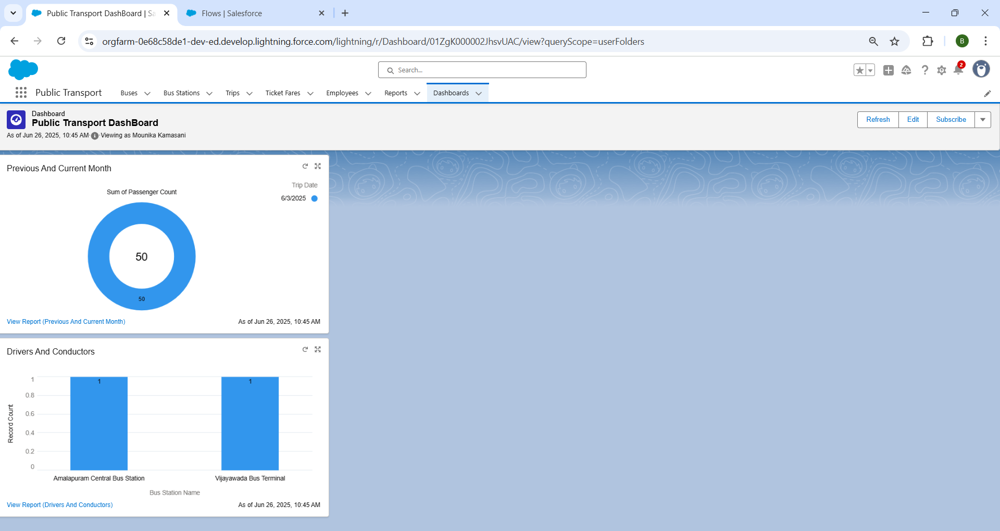 Public Transport DashBoard | Sa
Flows | Salesforce
orgfarm-0e68c58de1-dev-ed.develop.lightning.force.com/lightning/r/Dashboard/01ZgK000002JhsvUAC/view?queryScope=userFolders
B
Search...
2
Public Transport
Buses
Bus Stations
Trips
Ticket Fares
Employees
Reports
Dashboards
Dashboard
Public Transport DashBoard
As of Jun 26, 2025, 10:45 AM·Viewing as Mounika Kamasani
Refresh
Edit
Subscribe
Previous And Current Month
Trip Date
Sum of Passenger Count
6/3/2025
50
50
View Report (Previous And Current Month)
As of Jun 26, 2025, 10:45 AM
Drivers And Conductors
1
0.8
0.6
0.4
0.2
0
Record Count
1
1
Amalapuram Central Bus Station
Vijayawada Bus Terminal
Bus Station Name
View Report (Drivers And Conductors)
As of Jun 26, 2025, 10:45 AM